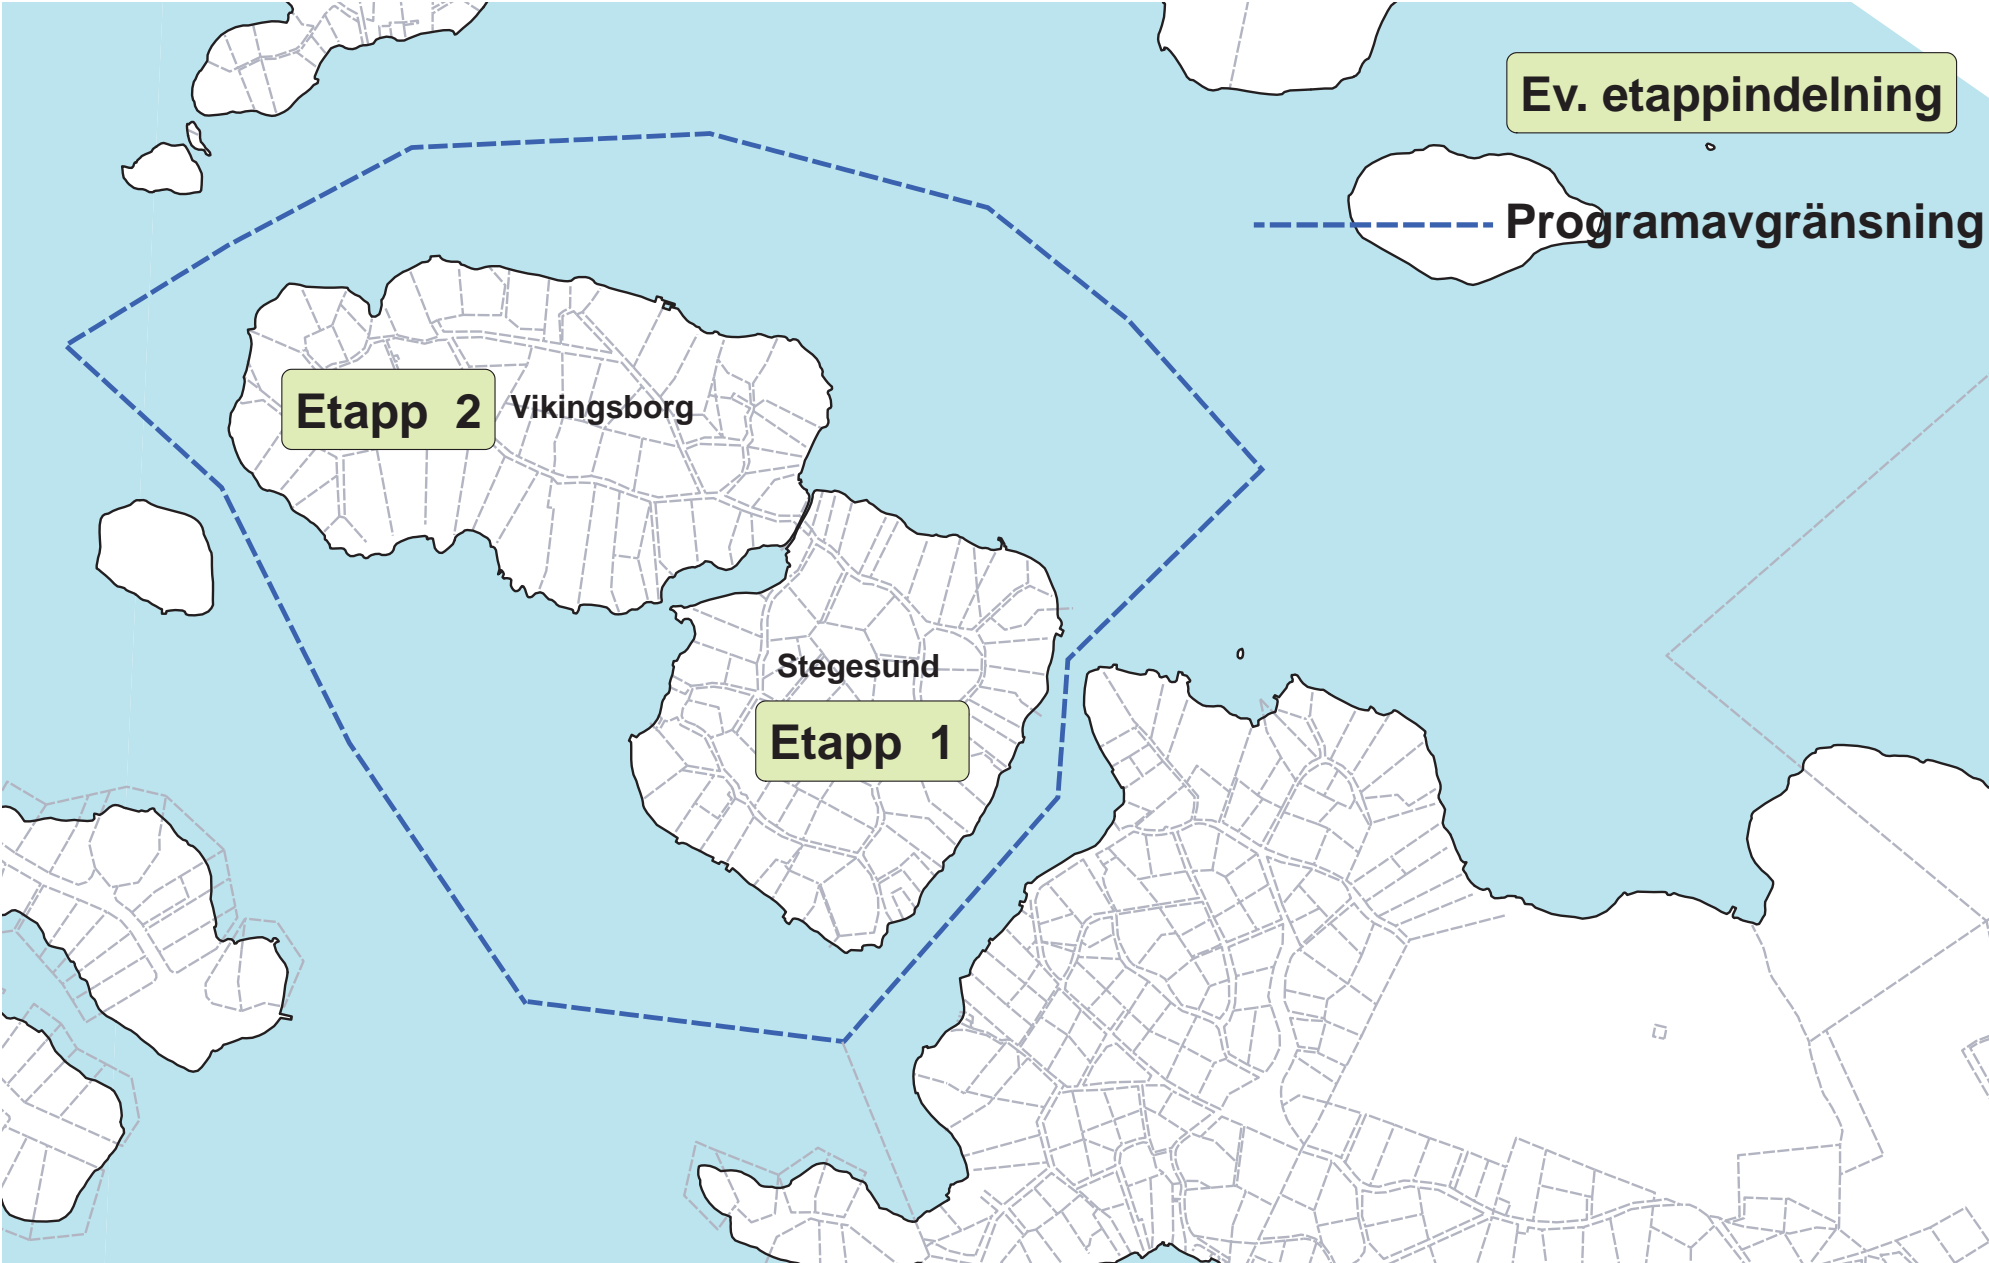 Ev. etappindelning
Programavgränsning
Etapp 2
Vikingsborg
Stegesund
Etapp 1